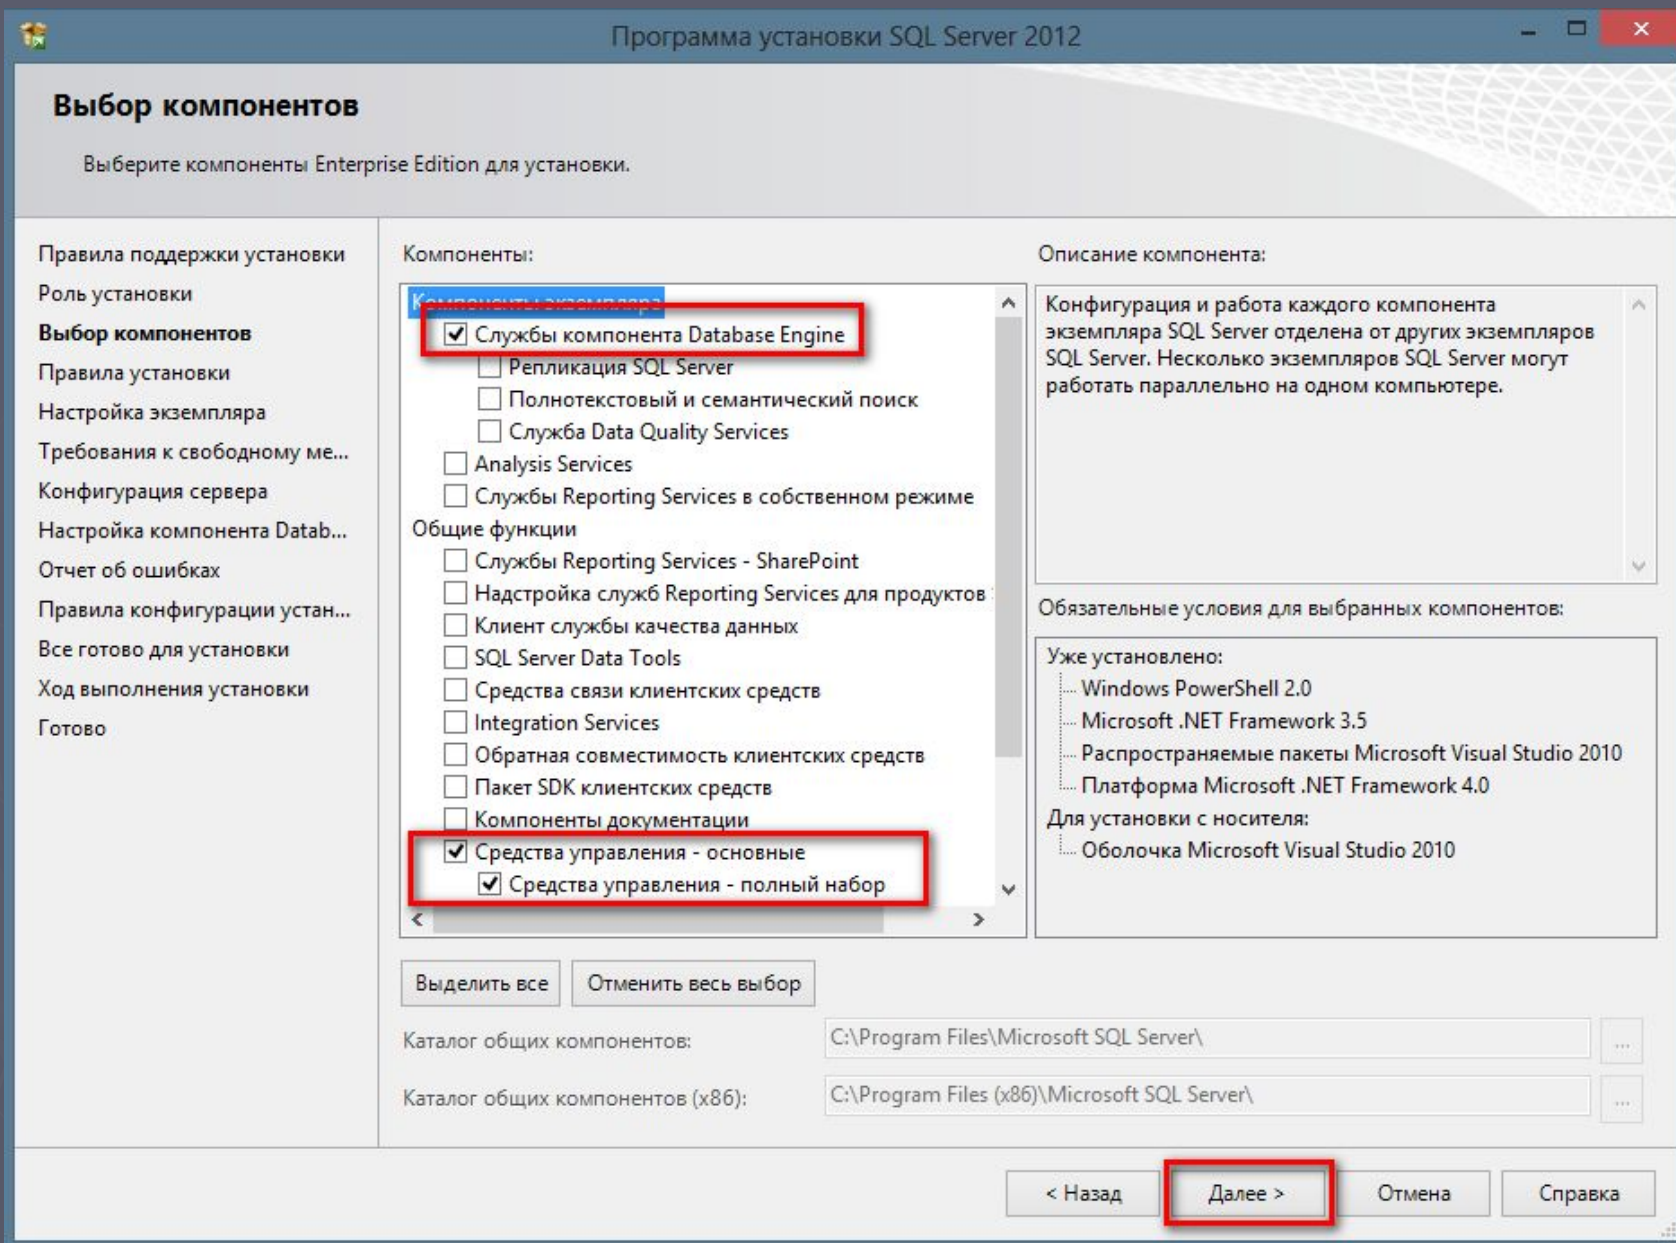 Программа установки SQL Server 2012
Выбор компонентов
Выберите компоненты Enterprise Edition для установки.
Правила поддержки установки
Роль установки
Выбор компонентов
Правила установки
Настройка экземпляра
Требования к свободному ме...
Конфигурация сервера
Настройка компонента Datab...
Отчет об ошибках
Правила конфигурации устан...
Все готово для установки
Ход выполнения установки
Готово
Компоненты:
Компоненты экземпляра
Службы компонента Database Engine
Репликация SQL Server
Полнотекстовый и семантический поиск
Служба Data Quality Services
Analysis Services
Службы Reporting Services в собственном режиме
Общие функции
Службы Reporting Services - SharePoint
Надстройка служб Reporting Services для продуктов
Клиент службы качества данных
SQL Server Data Tools
Средства связи клиентских средств
Integration Services
Обратная совместимость клиентских средств
Пакет SDK клиентских средств
Компоненты документации
Средства управления - основные
Средства управления - полный набор
Описание компонента:
Конфигурация и работа каждого компонента
экземпляра SQL Server отделена от других экземпляров
SQL Server. Несколько экземпляров SQL Server могут
работать параллельно на одном компьютере.
Обязательные условия для выбранных компонентов:
Уже установлено:
Windows PowerShell 2.0
Microsoft .NET Framework 3.5
Распространяемые пакеты Microsoft Visual Studio 2010
Платформа Microsoft .NET Framework 4.0
Для установки с носителя:
Оболочка Microsoft Visual Studio 2010
Выделить все
Отменить весь выбор
Каталог общих компонентов:
C:\Program Files\Microsoft SQL Server\
...
Каталог общих компонентов (x86):
C:\Program Files (x86)\Microsoft SQL Server\
...
< Назад
Далее >
Отмена
Справка